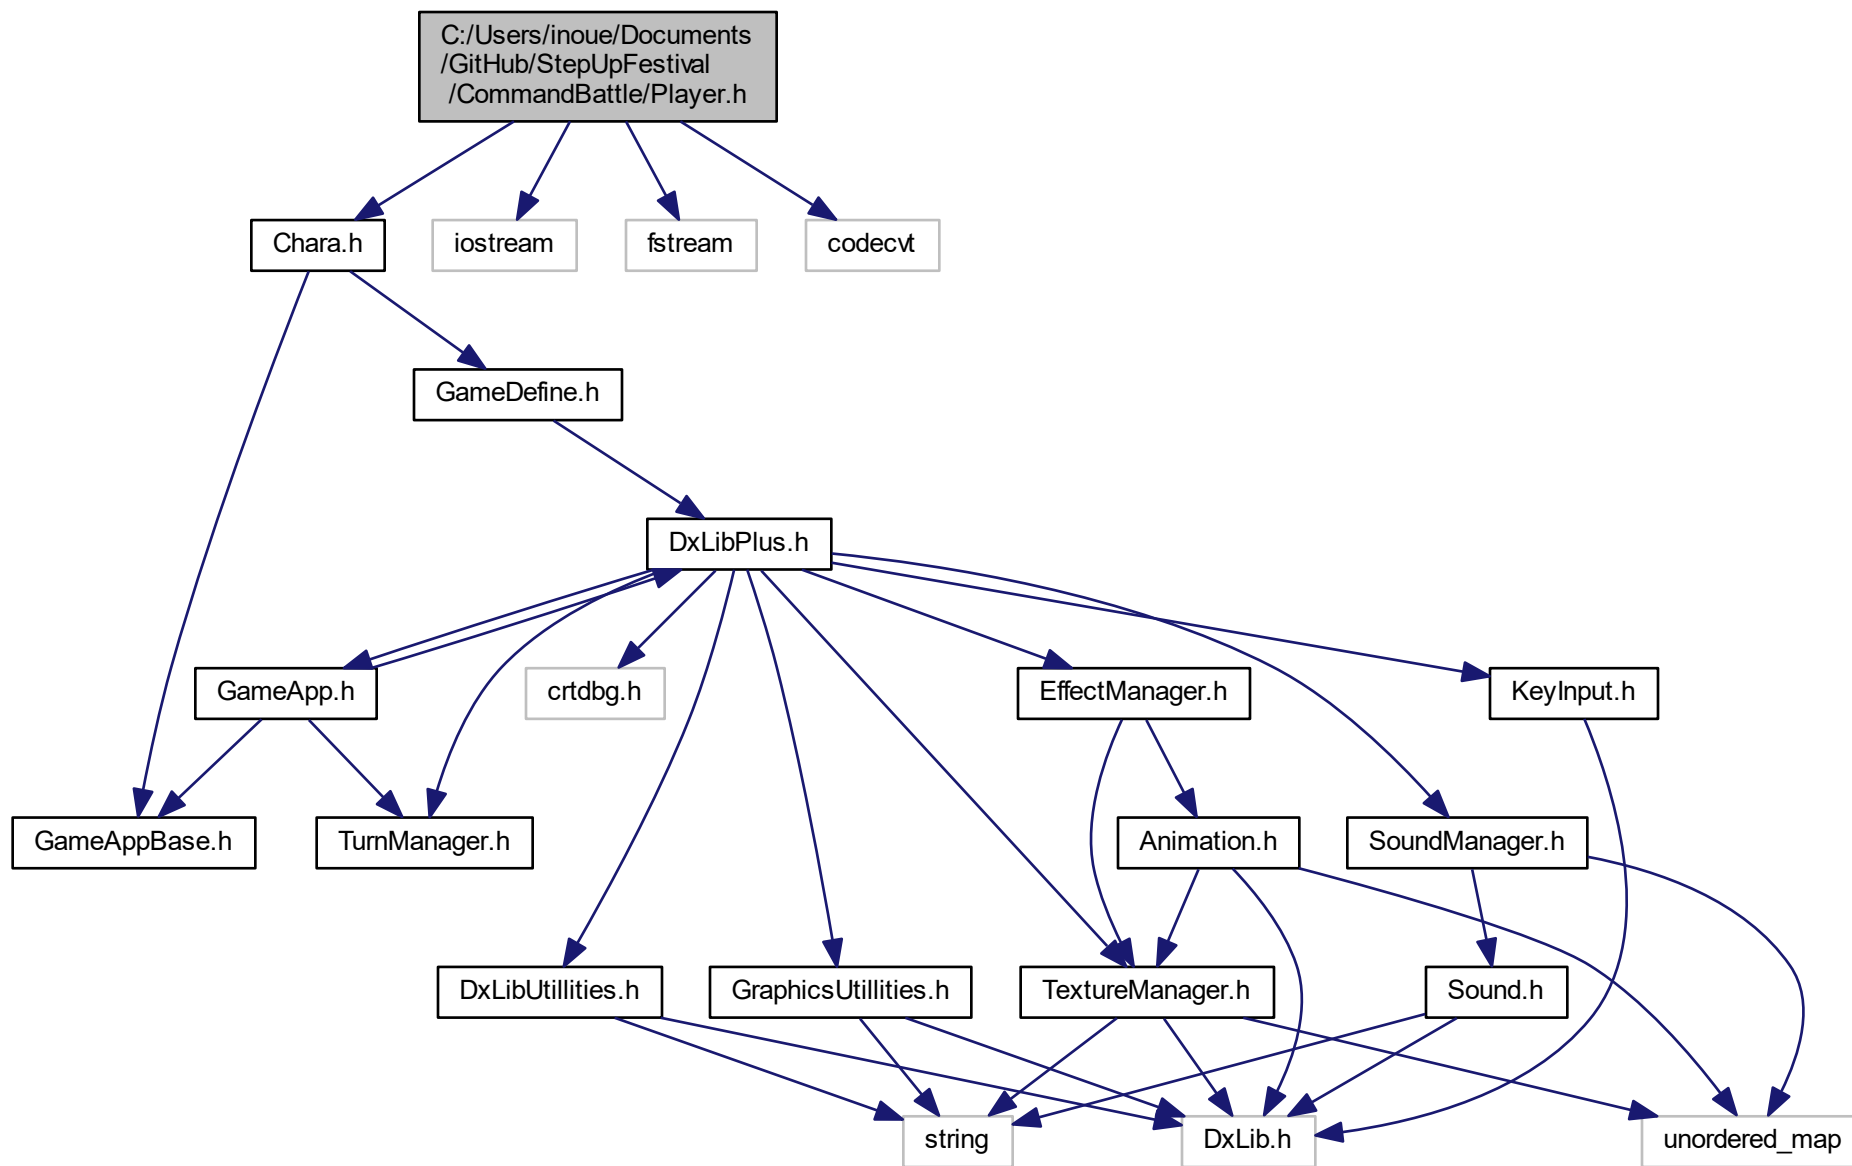 C:/Users/inoue/Documents
/GitHub/StepUpFestival
/CommandBattle/Player.h
Chara.h
iostream
fstream
codecvt
GameDefine.h
DxLibPlus.h
GameApp.h
crtdbg.h
EffectManager.h
KeyInput.h
GameAppBase.h
TurnManager.h
Animation.h
SoundManager.h
DxLibUtillities.h
GraphicsUtillities.h
TextureManager.h
Sound.h
string
DxLib.h
unordered_map